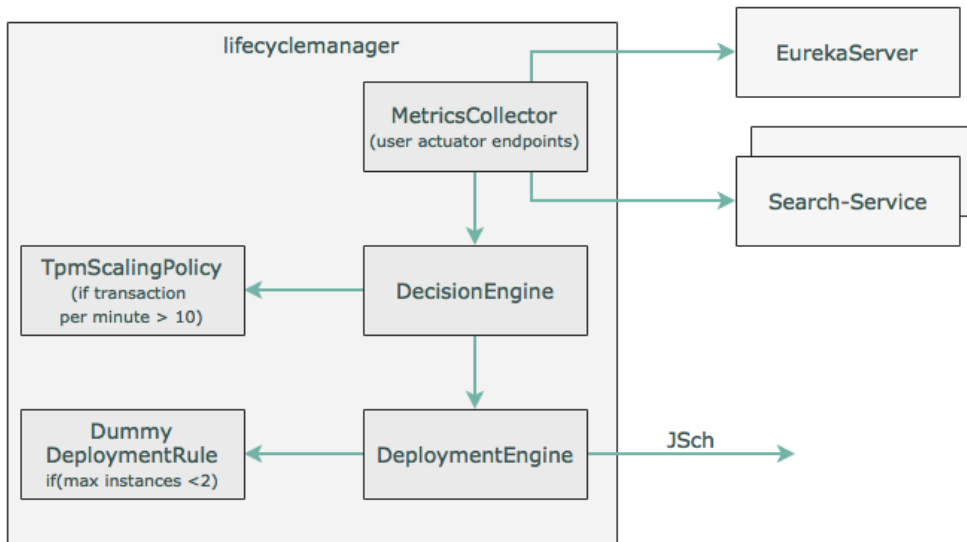 lifecyclemanager
EurekaServer
MetricsCollector
(user actuator endpoints)
Search-Service
TpmScalingPolicy
(if transaction
per minute > 10)
DecisionEngine
Dummy
DeploymentRule
if(max instances <2)
DeploymentEngine
JSch